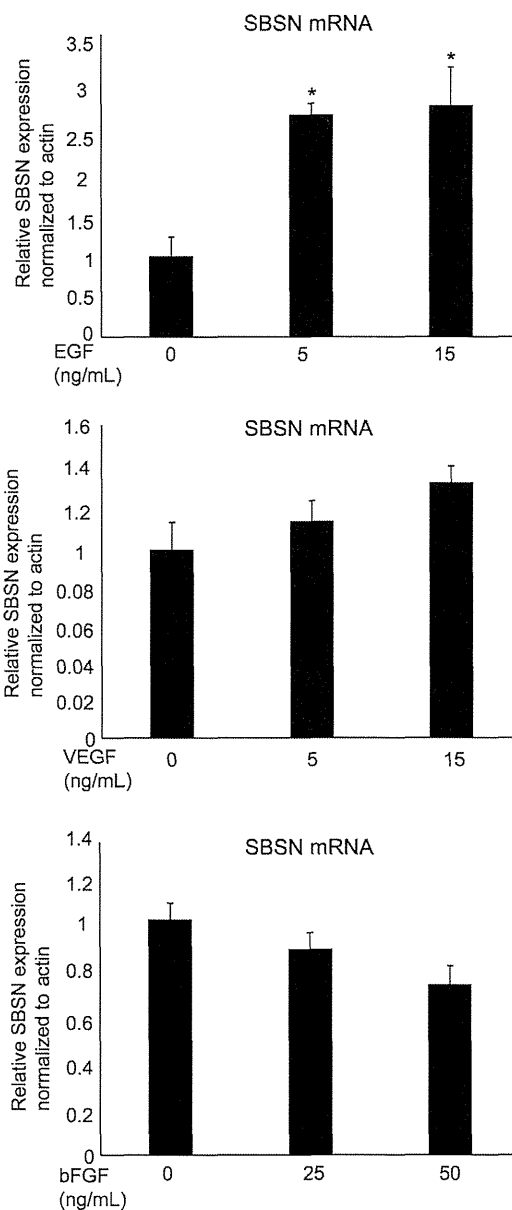 SBSN mRNA
Relative SBSN expression
normalized to actin
3.5
3
2.5
2
1.5
1
0.5
0
*
*
EGF
(ng/mL)
0 5 15
SBSN mRNA
Relative SBSN expression
normalized to actin
1.6
1.4
1.2
1
0.08
0.06
0.04
0.02
0
VEGF
(ng/mL)
0 5 15
SBSN mRNA
Relative SBSN expression
normalized to actin
1.4
1.2
1
0.8
0.6
0.4
0.2
0
bFGF
(ng/mL)
0 25 50